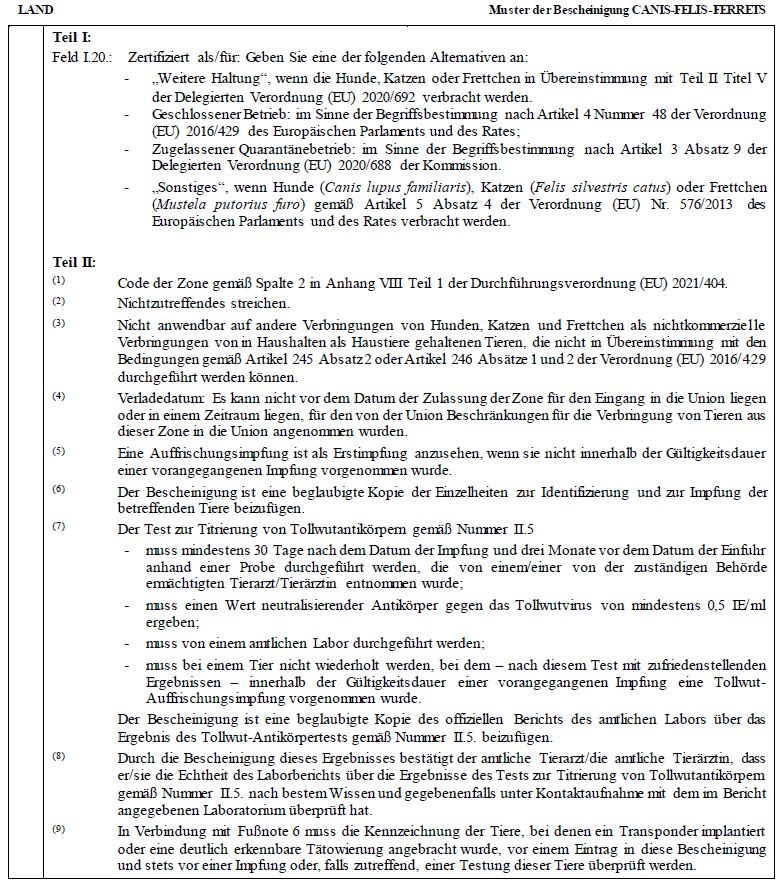 LAND Muster der Bescheinigung CANIS-FELIS-FERRETS
Teil I:
Feld I.20.: Zertifiziert als/für: Geben Sie eine der folgenden Alternativen an:
- „Weitere Haltung“, wenn die Hunde, Katzen oder Frettchen in Übereinstimmung mit Teil II Titel V
der Delegierten Verordnung (EU) 2020/692 verbracht werden.
- Geschlossener Betrieb: im Sinne der Begriffsbestimmung nach Artikel 4 Nummer 48 der Verordnung
(EU) 2016/429 des Europäischen Parlaments und des Rates;
- Zugelassener Quarantänebetrieb: im Sinne der Begriffsbestimmung nach Artikel 3 Absatz 9 der
Delegierten Verordnung (EU) 2020/688 der Kommission.
- „Sonstiges“, wenn Hunde (Canis lupus familiaris), Katzen (Felis silvestris catus) oder Frettchen
(Mustela putorius furo) gemäß Artikel 5 Absatz 4 der Verordnung (EU) Nr. 576/2013 des
Europäischen Parlaments und des Rates verbracht werden.
Teil II:
(1) Code der Zone gemäß Spalte 2 in Anhang VIII Teil 1 der Durchführungsverordnung (EU) 2021/404.
(2) Nichtzutreffendes streichen.
(3) Nicht anwendbar auf andere Verbringungen von Hunden, Katzen und Frettchen als nichtkommerzielle
Verbringungen von in Haushalten als Haustiere gehaltenen Tieren, die nicht in Übereinstimmung mit den
Bedingungen gemäß Artikel 245 Absatz 2 oder Artikel 246 Absätze 1 und 2 der Verordnung (EU) 2016/429
durchgeführt werden können.
(4) Verladedatum: Es kann nicht vor dem Datum der Zulassung der Zone für den Eingang in die Union liegen
oder in einem Zeitraum liegen, für den von der Union Beschränkungen für die Verbringung von Tieren aus
dieser Zone in die Union angenommen wurden.
(5) Eine Auffrischungsimpfung ist als Erstimpfung anzusehen, wenn sie nicht innerhalb der Gültigkeitsdauer
einer vorangegangenen Impfung vorgenommen wurde.
(6) Der Bescheinigung ist eine beglaubigte Kopie der Einzelheiten zur Identifizierung und zur Impfung der
betreffenden Tiere beizufügen.
(7) Der Test zur Titrierung von Tollwutantikörpern gemäß Nummer II.5
- muss mindestens 30 Tage nach dem Datum der Impfung und drei Monate vor dem Datum der Einfuhr
anhand einer Probe durchgeführt werden, die von einem/einer von der zuständigen Behörde
ermächtigten Tierarzt/Tierärztin entnommen wurde;
- muss einen Wert neutralisierender Antikörper gegen das Tollwutvirus von mindestens 0,5 IE/ml
ergeben;
- muss von einem amtlichen Labor durchgeführt werden;
- muss bei einem Tier nicht wiederholt werden, bei dem – nach diesem Test mit zufriedenstellenden
Ergebnissen – innerhalb der Gültigkeitsdauer einer vorangegangenen Impfung eine Tollwut-
Auffrischungsimpfung vorgenommen wurde.
Der Bescheinigung ist eine beglaubigte Kopie des offiziellen Berichts des amtlichen Labors über das
Ergebnis des Tollwut-Antikörpertests gemäß Nummer II.5. beizufügen.
(8) Durch die Bescheinigung dieses Ergebnisses bestätigt der amtliche Tierarzt/die amtliche Tierärztin, dass
er/sie die Echtheit des Laborberichts über die Ergebnisse des Tests zur Titrierung von Tollwutantikörpern
gemäß Nummer II.5. nach bestem Wissen und gegebenenfalls unter Kontaktaufnahme mit dem im Bericht
angegebenen Laboratorium überprüft hat.
(9) In Verbindung mit Fußnote 6 muss die Kennzeichnung der Tiere, bei denen ein Transponder implantiert
oder eine deutlich erkennbare Tätowierung angebracht wurde, vor einem Eintrag in diese Bescheinigung
und stets vor einer Impfung oder, falls zutreffend, einer Testung dieser Tiere überprüft werden.